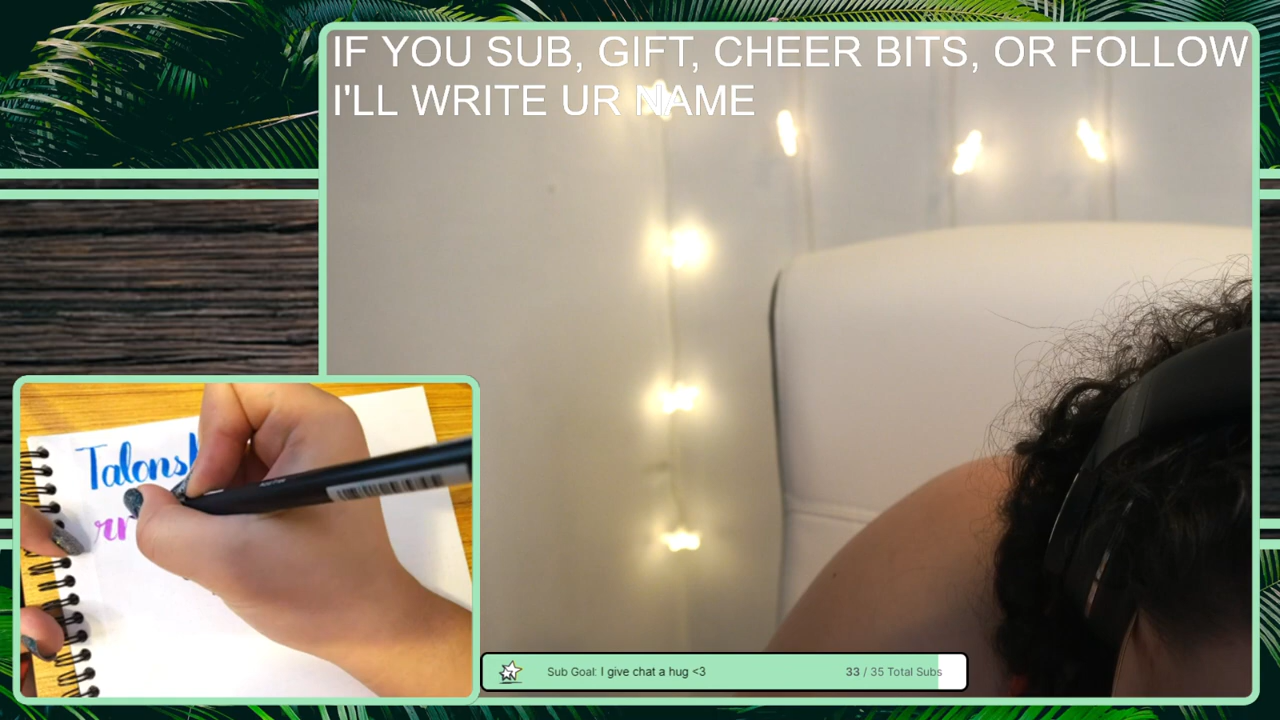 IF YOU SUB, GIFT, CHEER BITS, OR FOLLOW
I'LL WRITE UR NAME
Sub Goal: I give chat a hug <3
33 / 35 Total Subs